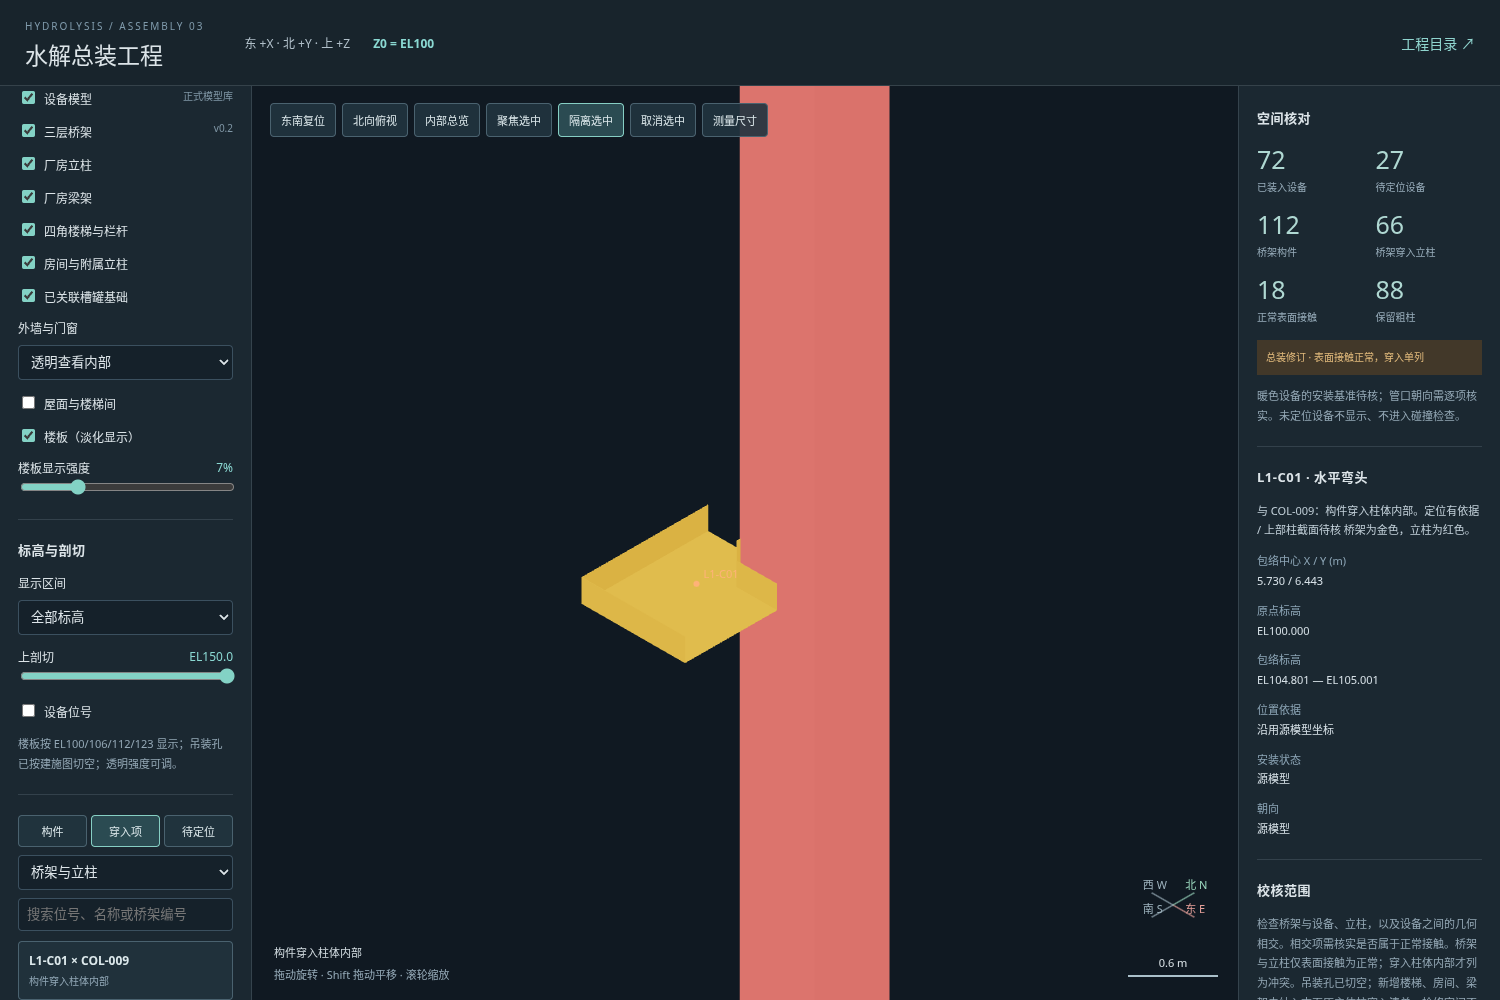 HYDROLYSIS / ASSEMBLY 03
水解总装工程
东 +X · 北 +Y · 上 +Z
Z0 = EL100
工程目录 ↗
设备模型
正式模型库
三层桥架
v0.2
厂房立柱
厂房梁架
四角楼梯与栏杆
房间与附属立柱
已关联槽罐基础
外墙与门窗
透明查看内部
屋面与楼梯间
楼板（淡化显示）
楼板显示强度
7%
标高与剖切
显示区间
全部标高
上剖切
EL150.0
设备位号
楼板按 EL100/106/112/123 显示；吊装孔
已按建施图切空；透明强度可调。
构件
穿入项
待定位
桥架与立柱
搜索位号、名称或桥架编号
L1-C01 × COL-009
构件穿入柱体内部
东南复位
北向俯视
内部总览
聚焦选中
隔离选中
取消选中
测量尺寸
L1-C01
构件穿入柱体内部
拖动旋转 · Shift 拖动平移 · 滚轮缩放
西 W
北 N
南 S
东 E
0.6 m
空间核对
72
27
已装入设备
待定位设备
112
66
桥架构件
桥架穿入立柱
18
88
正常表面接触
保留粗柱
总装修订 · 表面接触正常，穿入单列
暖色设备的安装基准待核；管口朝向需逐项核
实。未定位设备不显示、不进入碰撞检查。
L1-C01 · 水平弯头
与 COL-009：构件穿入柱体内部。定位有依据
/ 上部柱截面待核 桥架为金色，立柱为红色。
包络中心 X / Y (m)
5.730 / 6.443
原点标高
EL100.000
包络标高
EL104.801 — EL105.001
位置依据
沿用源模型坐标
安装状态
源模型
朝向
源模型
校核范围
检查桥架与设备、立柱，以及设备之间的几何
相交。相交项需核实是否属于正常接触。桥架
与立柱仅表面接触为正常；穿入柱体内部才列
为冲突。吊装孔已切空；新增楼梯、房间、梁